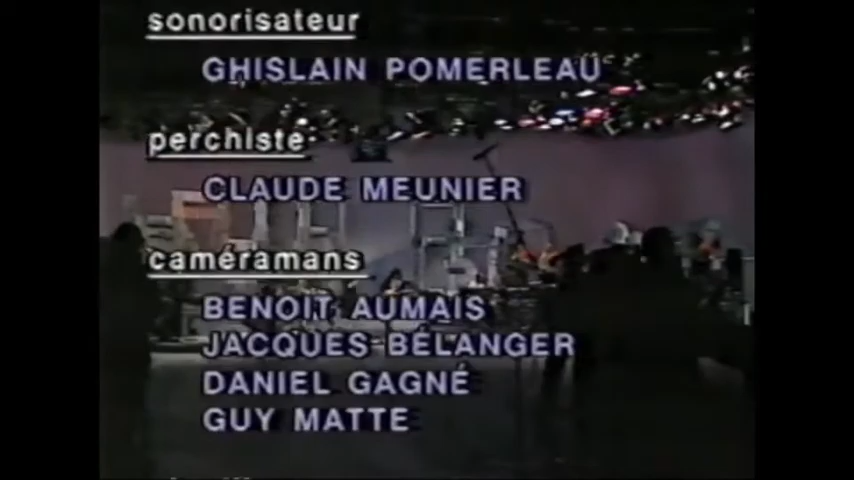 sonorisateur
GHISLAIN POMERLEAU
perchiste
CLAUDE MEUNIER
caméramans
BENOIT AUMAIS
JACQUES BÉLANGER
DANIEL GAGNÉ
GUY MATTE